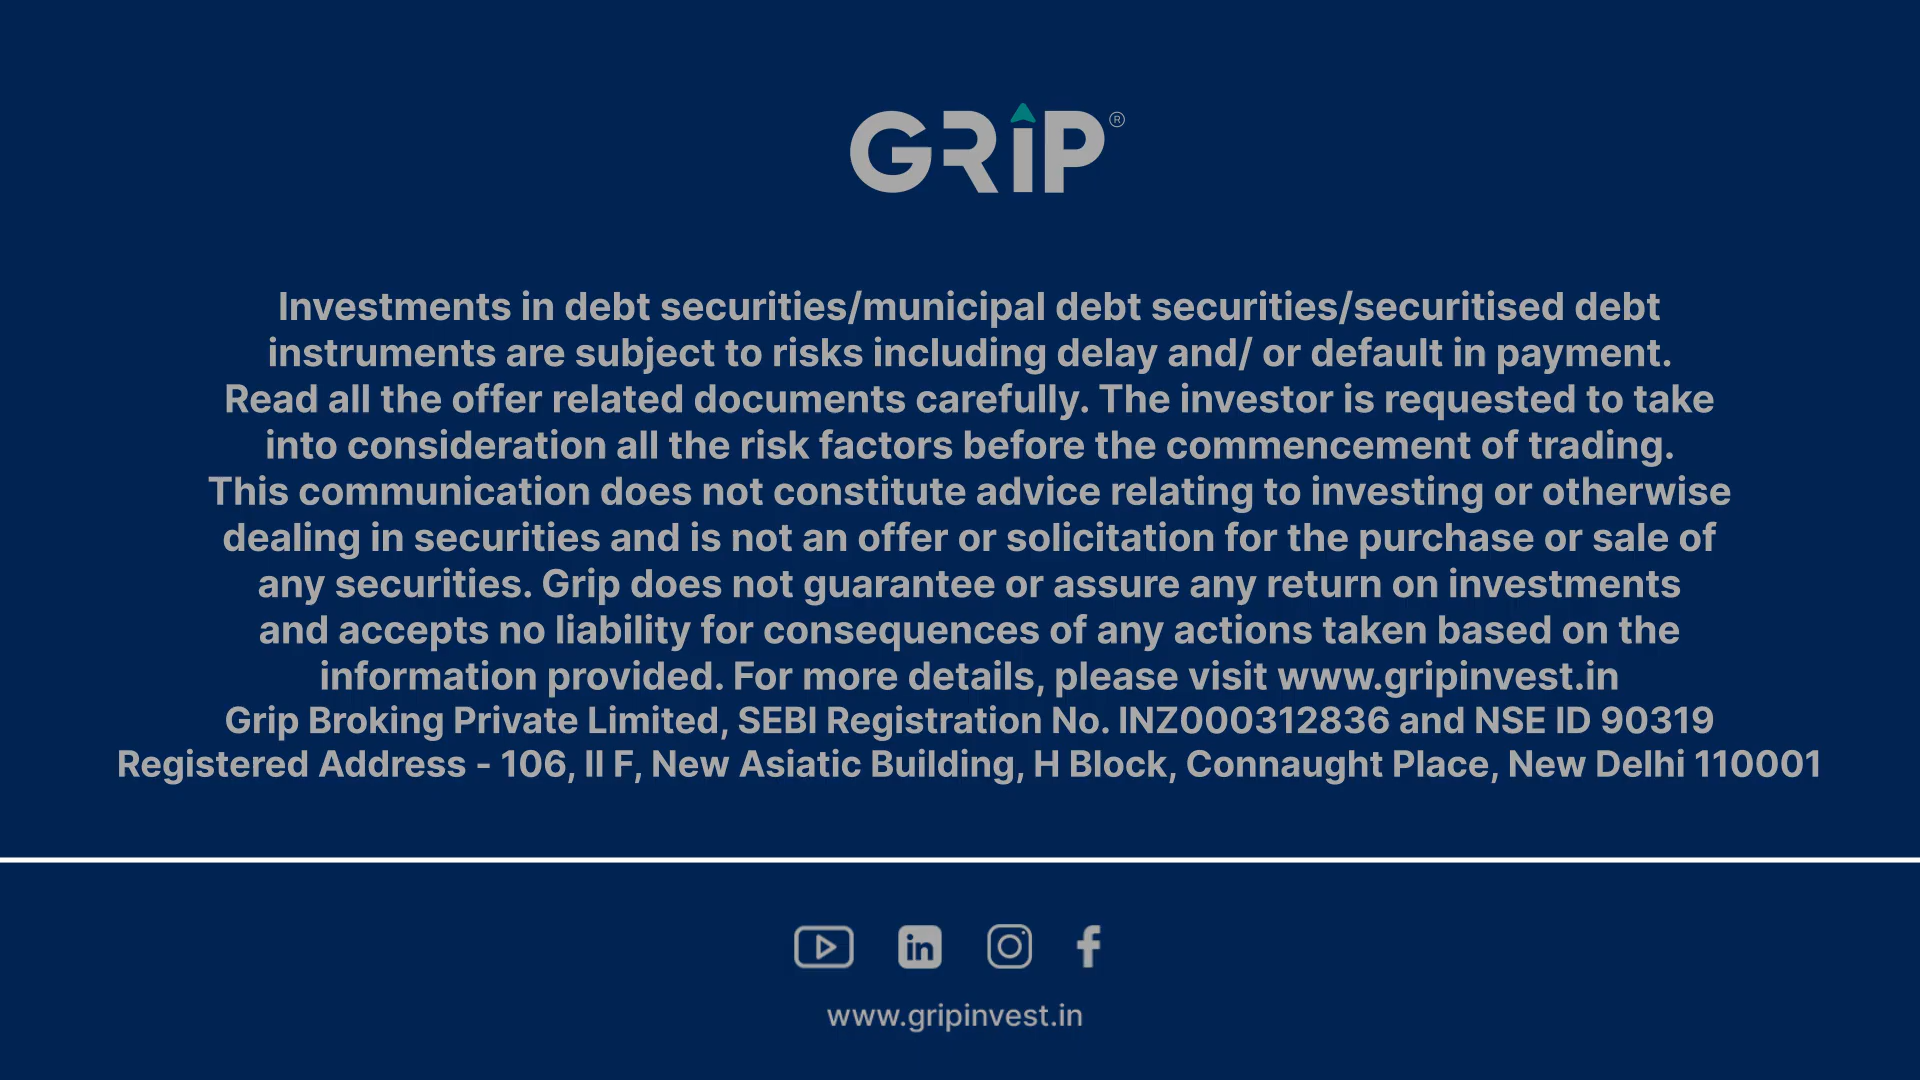 GRIP®
Investments in debt securities/municipal debt securities/securitised debt
instruments are subject to risks including delay and/ or default in payment.
Read all the offer related documents carefully. The investor is requested to take
into consideration all the risk factors before the commencement of trading.
This communication does not constitute advice relating to investing or otherwise
dealing in securities and is not an offer or solicitation for the purchase or sale of
any securities. Grip does not guarantee or assure any return on investments
and accepts no liability for consequences of any actions taken based on the
information provided. For more details, please visit www.gripinvest.in
Grip Broking Private Limited, SEBI Registration No. INZ000312836 and NSE ID 90319
Registered Address - 106, II F, New Asiatic Building, H Block, Connaught Place, New Delhi 110001
in f
www.gripinvest.in